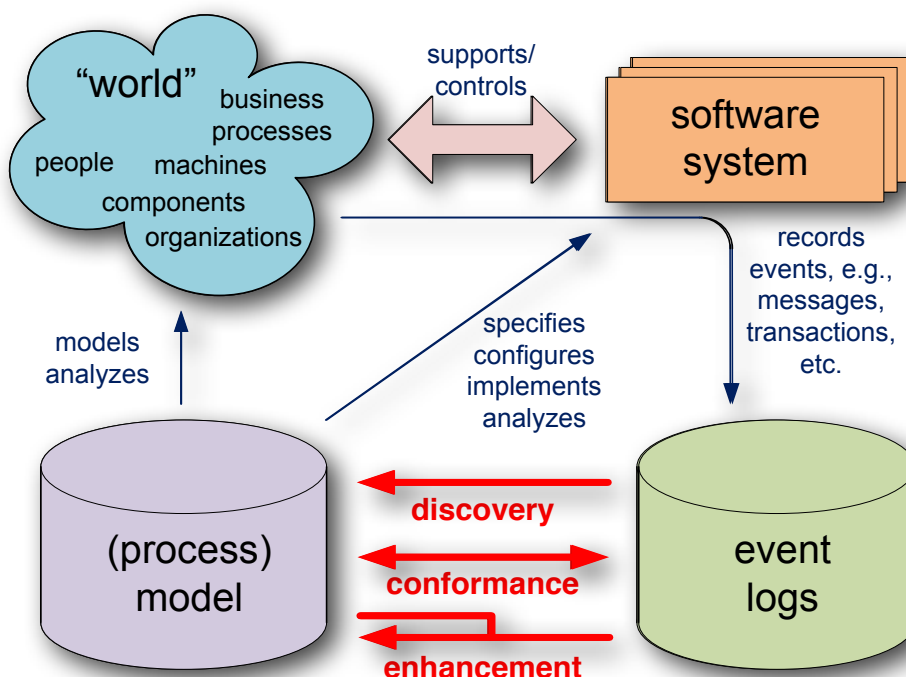 “world”
business
processes
people
machines
components
organizations
supports/
controls
software
system
records
events, e.g.,
messages,
transactions,
etc.
models
analyzes
specifies
configures
implements
analyzes
(process)
model
discovery
conformance
enhancement
event
logs